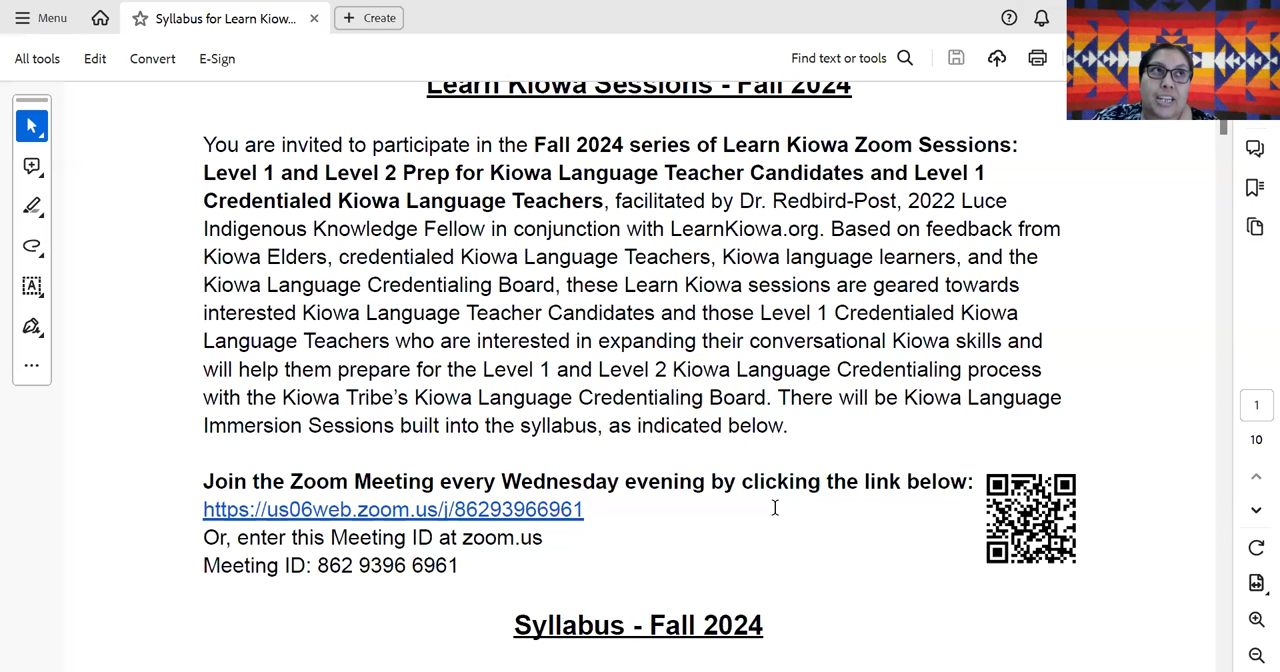 Menu
Syllabus for Learn Kiow...
Create
All tools
Edit
Convert
E-Sign
Find text or tools
Learn Kiowa Sessions - Fall 2024
You are invited to participate in the Fall 2024 series of Learn Kiowa Zoom Sessions:
Level 1 and Level 2 Prep for Kiowa Language Teacher Candidates and Level 1
Credentialed Kiowa Language Teachers, facilitated by Dr. Redbird-Post, 2022 Luce
Indigenous Knowledge Fellow in conjunction with LearnKiowa.org. Based on feedback from
Kiowa Elders, credentialed Kiowa Language Teachers, Kiowa language learners, and the
Kiowa Language Credentialing Board, these Learn Kiowa sessions are geared towards
interested Kiowa Language Teacher Candidates and those Level 1 Credentialed Kiowa
Language Teachers who are interested in expanding their conversational Kiowa skills and
will help them prepare for the Level 1 and Level 2 Kiowa Language Credentialing process
with the Kiowa Tribe’s Kiowa Language Credentialing Board. There will be Kiowa Language
Immersion Sessions built into the syllabus, as indicated below.
Join the Zoom Meeting every Wednesday evening by clicking the link below:
https://us06web.zoom.us/j/86293966961
Or, enter this Meeting ID at zoom.us
Meeting ID: 862 9396 6961
Syllabus - Fall 2024
1
10